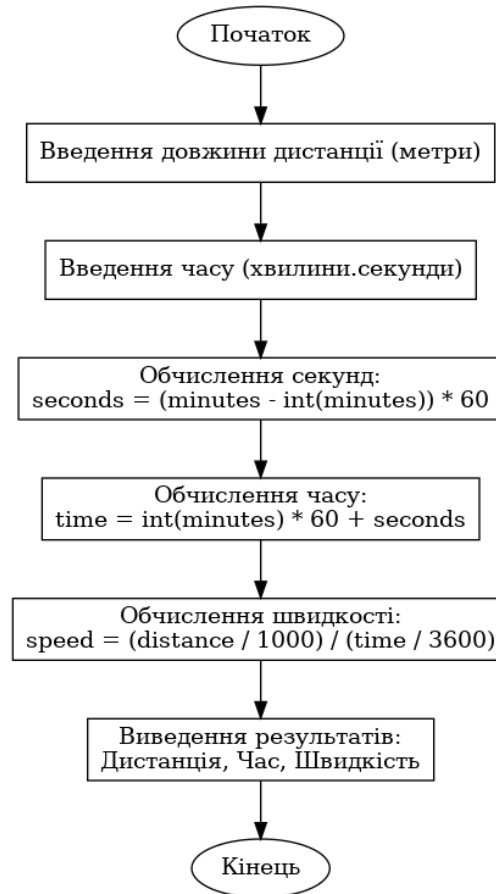 Початок
Введення довжини дистанції (метри)
Введення часу (хвилини.секунди)
Обчислення секунд:
seconds = (minutes - int(minutes)) * 60
Обчислення часу:
time = int(minutes) * 60 + seconds
Обчислення швидкості:
speed = (distance / 1000) / (time / 3600)
Виведення результатів:
Дистанція, Час, Швидкість
Кінець